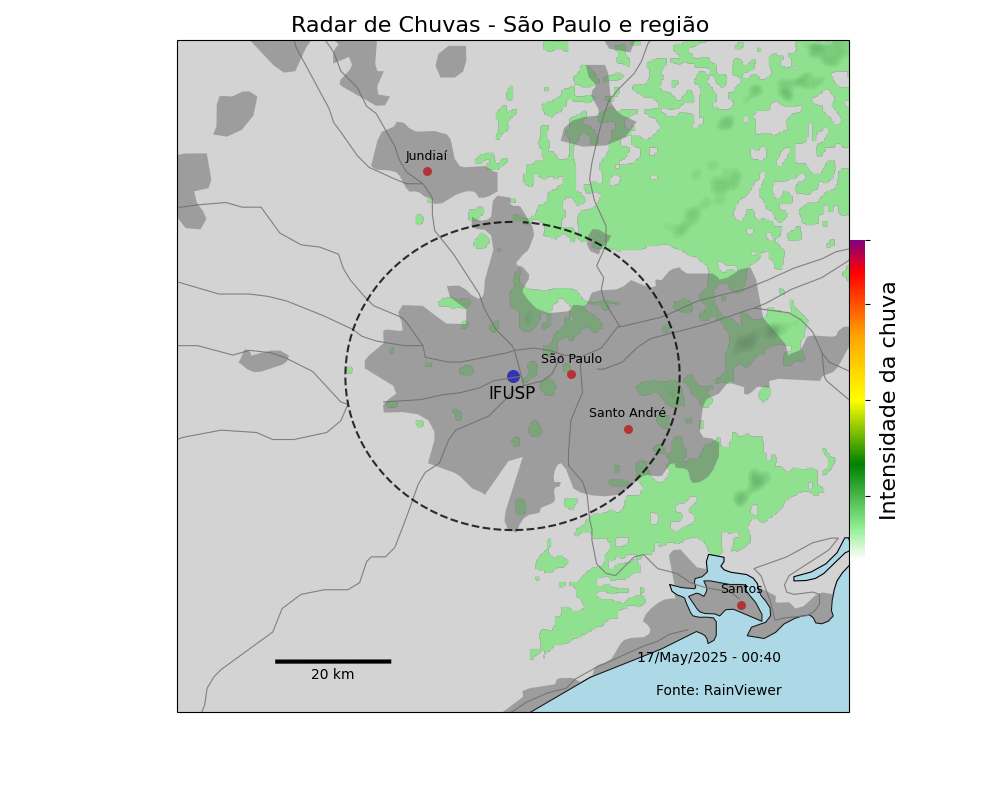 Radar de Chuvas - São Paulo e região
Jundiaí
São Paulo
IFUSP
Santo André
Intensidade da chuva
Santos
17/May/2025 - 00:40
20 km
Fonte: RainViewer